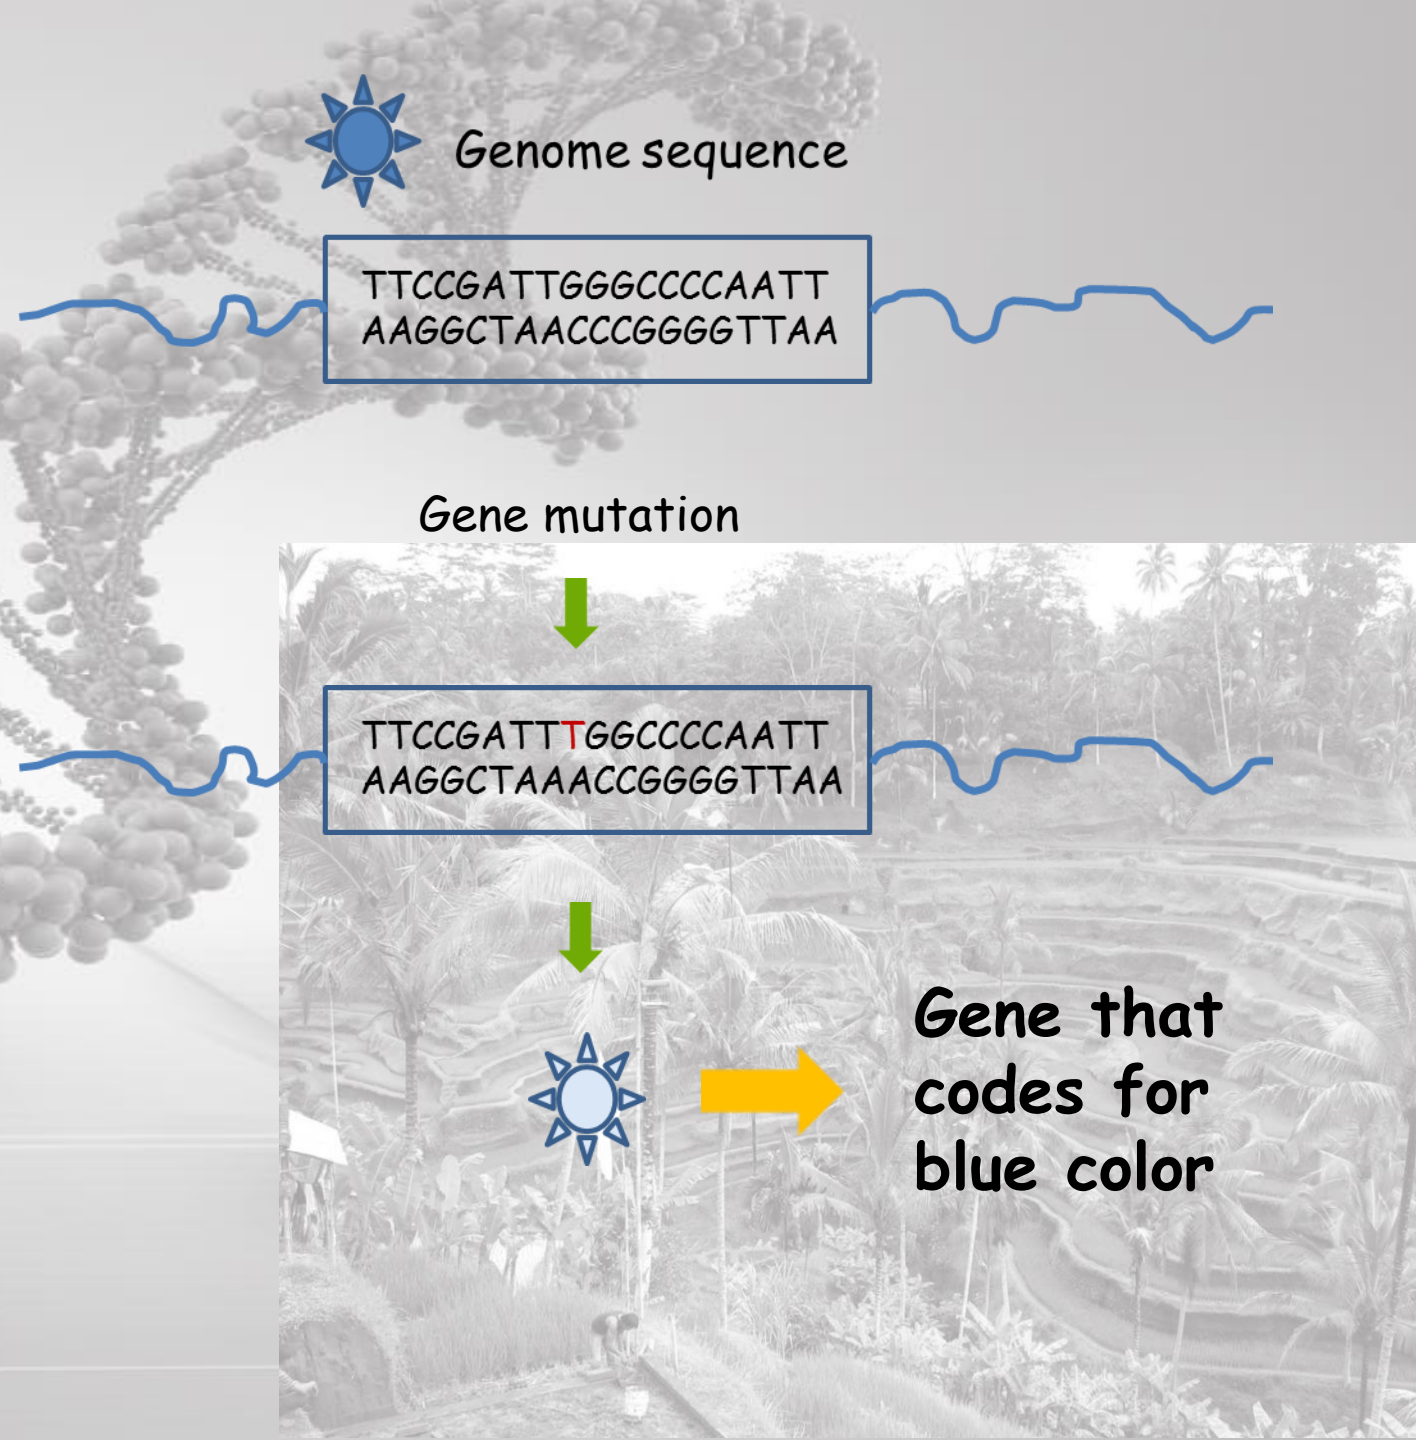 Genome sequence
TTCCGATTGGGCCCCAATT
AAGGCTAACCCGGGGTTAA
Gene mutation
TTCCGATTTGGCCCCAATT
AAGGCTAAACCGGGGTTAA
Gene that
codes for
blue color